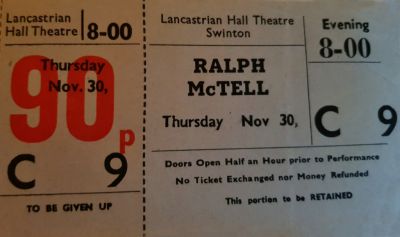 Lancastrian
Hall Theatre
8-00
Thursday
Nov. 30,
90p
C 9
TO BE GIVEN UP
Lancastrian Hall Theatre
Swinton
Evening
8-00
RALPH
McTELL
Thursday Nov 30,
C 9
Doors Open Half an Hour prior to Performance
No Ticket Exchanged nor Money Refunded
This portion to be RETAINED